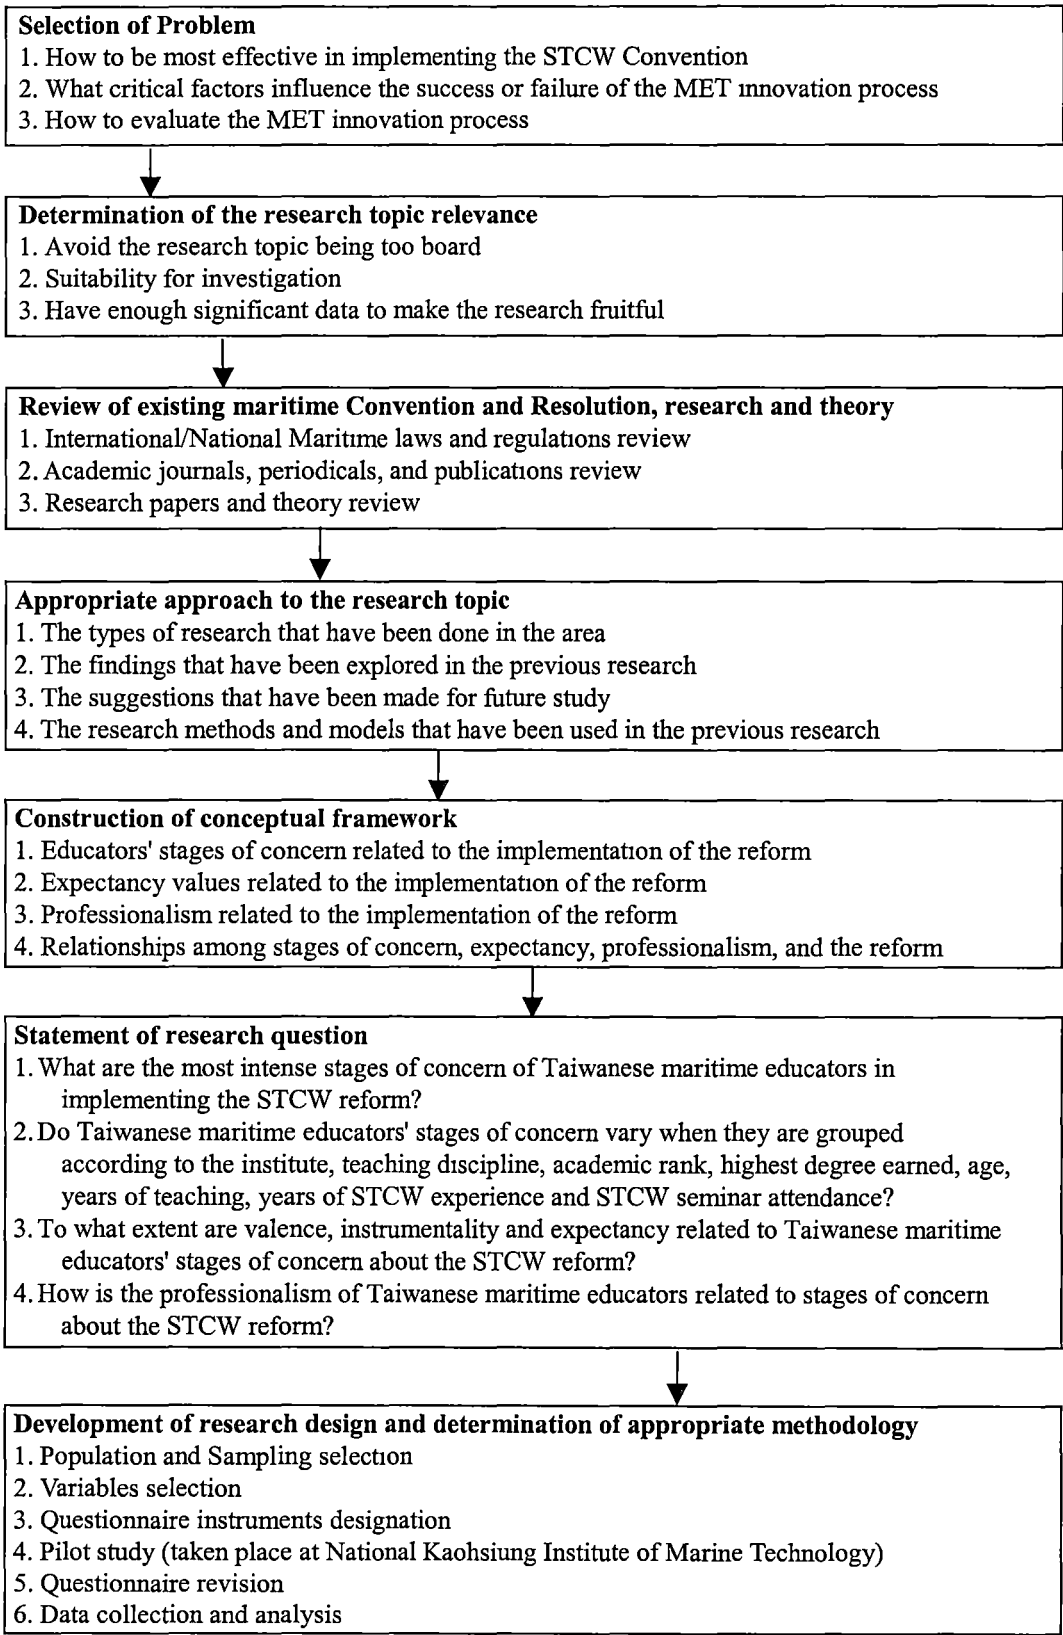 Selection of Problem
1. How to be most effective in implementing the STCW Convention
2. What critical factors influence the success or failure of the MET innovation process
3. How to evaluate the MET innovation process
Determination of the research topic relevance
1. Avoid the research topic being too board
2. Suitability for investigation
3. Have enough significant data to make the research fruitful
Review of existing maritime Convention and Resolution, research and theory
1. International/National Maritime laws and regulations review
2. Academic journals, periodicals, and publications review
3. Research papers and theory review
Appropriate approach to the research topic
1. The types of research that have been done in the area
2. The findings that have been explored in the previous research
3. The suggestions that have been made for future study
4. The research methods and models that have been used in the previous research
Construction of conceptual framework
1. Educators' stages of concern related to the implementation of the reform
2. Expectancy values related to the implementation of the reform
3. Professionalism related to the implementation of the reform
4. Relationships among stages of concern, expectancy, professionalism, and the reform
Statement of research question
1. What are the most intense stages of concern of Taiwanese maritime educators in
implementing the STCW reform?
2. Do Taiwanese maritime educators' stages of concern vary when they are grouped
according to the institute, teaching discipline, academic rank, highest degree earned, age,
years of teaching, years of STCW experience and STCW seminar attendance?
3. To what extent are valence, instrumentality and expectancy related to Taiwanese maritime
educators' stages of concern about the STCW reform?
4. How is the professionalism of Taiwanese maritime educators related to stages of concern
about the STCW reform?
Development of research design and determination of appropriate methodology
1. Population and Sampling selection
2. Variables selection
3. Questionnaire instruments designation
4. Pilot study (taken place at National Kaohsiung Institute of Marine Technology)
5. Questionnaire revision
6. Data collection and analysis